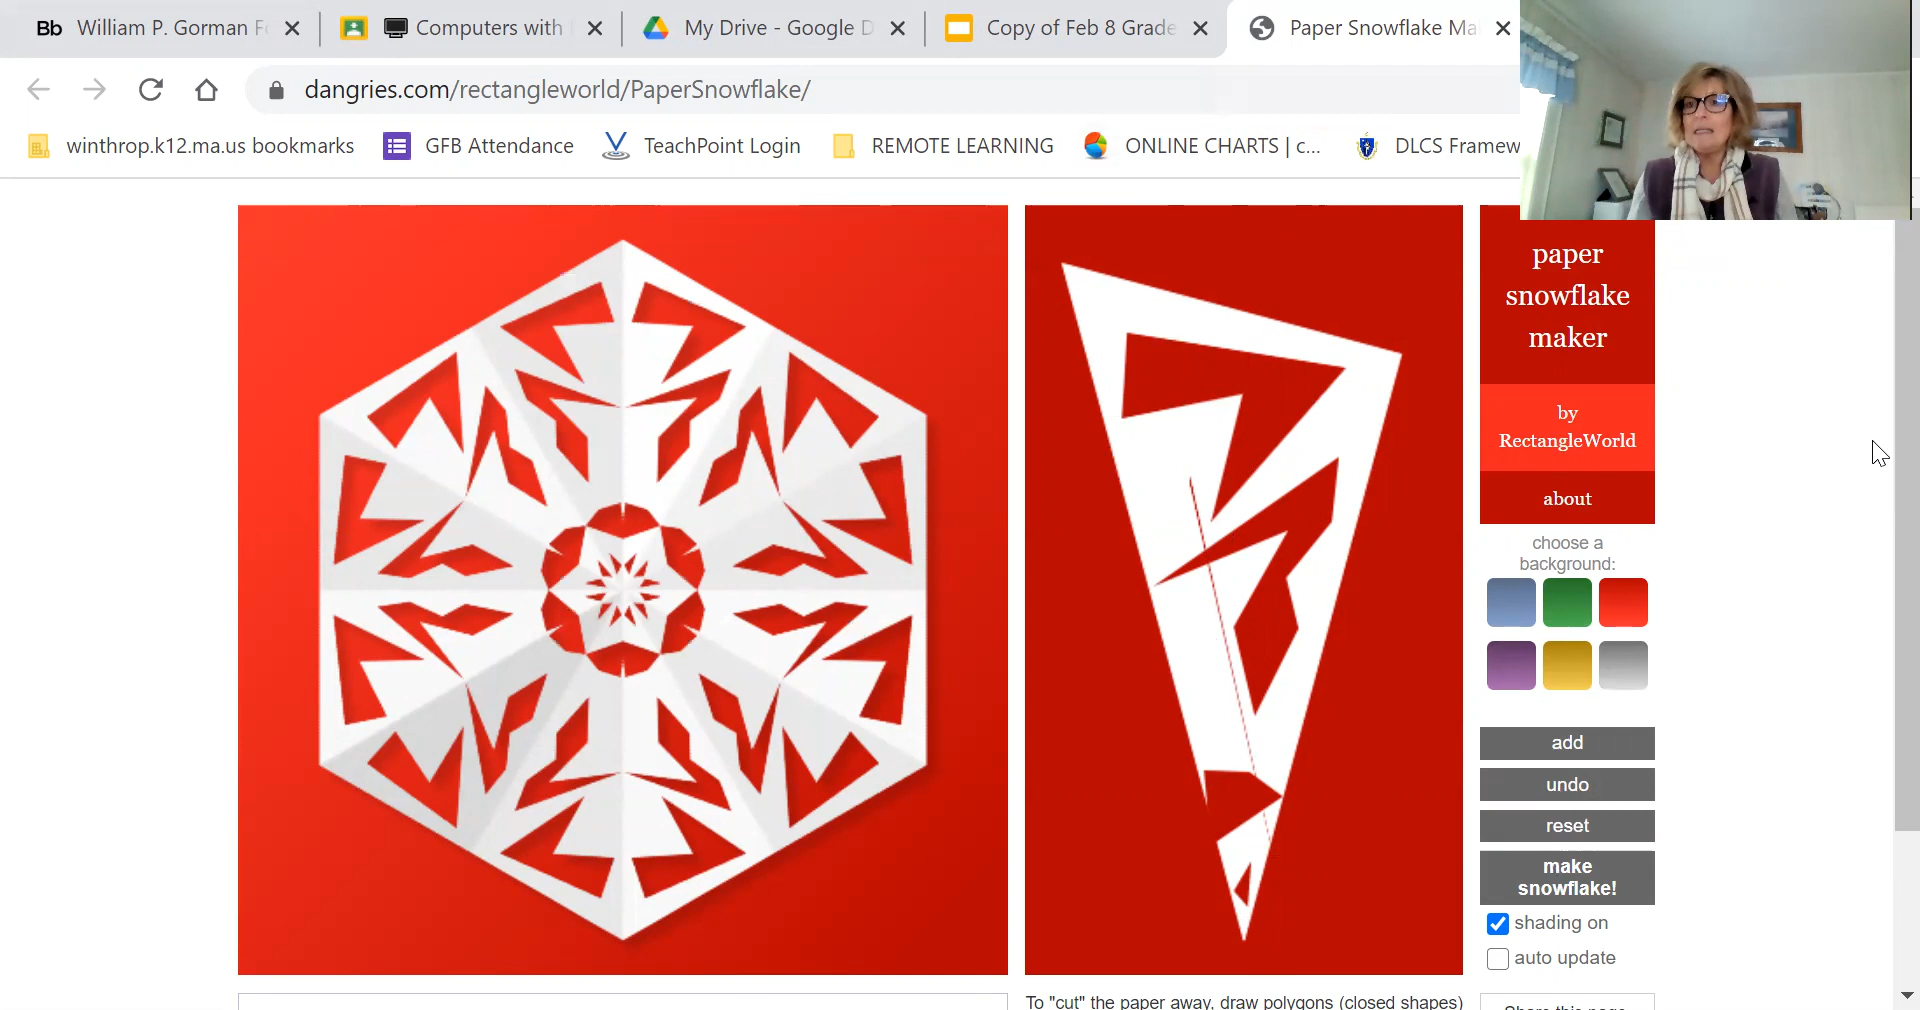 Bb William P. Gorman F
Computers with
My Drive - Google D
Copy of Feb 8 Grade
Paper Snowflake Ma
dangries.com/rectangleworld/PaperSnowflake/
winthrop.k12.ma.us bookmarks
GFB Attendance
TeachPoint Login
REMOTE LEARNING
ONLINE CHARTS | c...
DLCS Framew
paper
snowflake
maker
by
RectangleWorld
about
choose a
background:
add
undo
reset
make
snowflake!
shading on
auto update
To "cut" the paper away, draw polygons (closed shapes)
Share this page